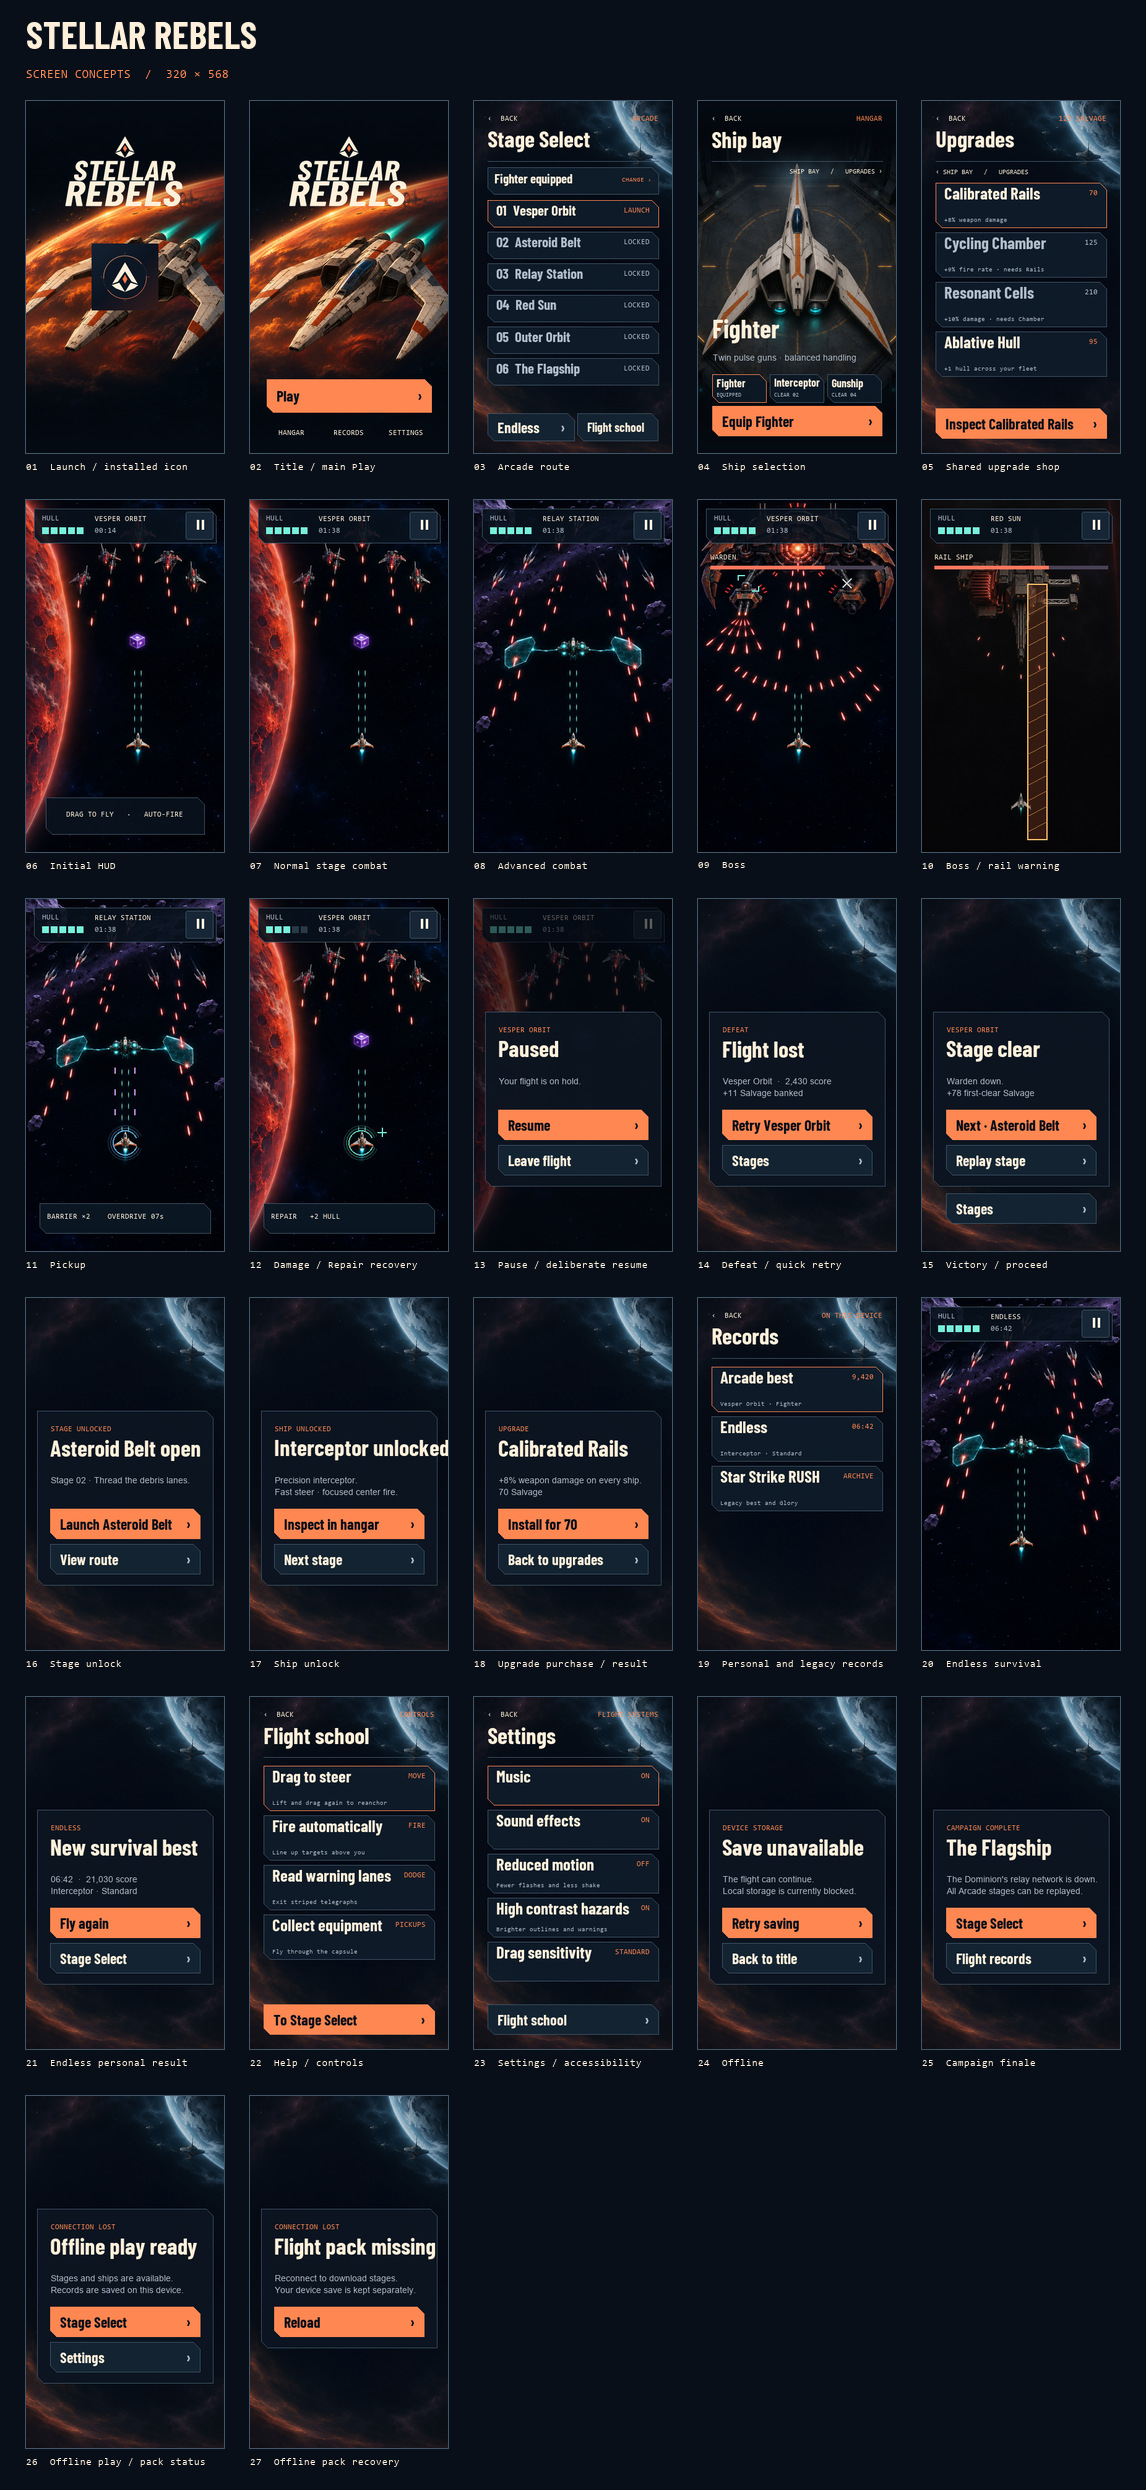 STELLAR REBELS
SCREEN CONCEPTS / 320 × 568
STELLAR
REBELS
01 Launch / installed icon
STELLAR
REBELS
Play ›
HANGAR RECORDS SETTINGS
02 Title / main Play
‹ BACK ARCADE
Stage Select
Fighter equipped CHANGE ›
01 Vesper Orbit LAUNCH
02 Asteroid Belt LOCKED
03 Relay Station LOCKED
04 Red Sun LOCKED
05 Outer Orbit LOCKED
06 The Flagship LOCKED
Endless › Flight school
03 Arcade route
‹ BACK HANGAR
Ship bay
SHIP BAY / UPGRADES ›
Fighter
Twin pulse guns · balanced handling
Fighter Interceptor Gunship
EQUIPPED CLEAR 02 CLEAR 04
Equip Fighter ›
04 Ship selection
‹ BACK SALVAGE
Upgrades
‹ SHIP BAY / UPGRADES
Calibrated Rails 70
+8% weapon damage
Cycling Chamber 125
+9% fire rate · needs Rails
Resonant Cells 210
+10% damage · needs Chamber
Ablative Hull 95
+1 hull across your fleet
Inspect Calibrated Rails ›
05 Shared upgrade shop
HULL VESPER ORBIT
00:14
DRAG TO FLY · AUTO-FIRE
06 Initial HUD
HULL VESPER ORBIT
01:38
07 Normal stage combat
HULL RELAY STATION
01:38
08 Advanced combat
HULL VESPER ORBIT
01:38
WARDEN
09 Boss
HULL RED SUN
01:38
RAIL SHIP
10 Boss / rail warning
HULL RELAY STATION
01:38
BARRIER ×2 OVERDRIVE 07s
11 Pickup
HULL VESPER ORBIT
01:38
REPAIR +2 HULL
12 Damage / Repair recovery
HULL VESPER ORBIT
01:38
VESPER ORBIT
Paused
Your flight is on hold.
Resume ›
Leave flight ›
13 Pause / deliberate resume
DEFEAT
Flight lost
Vesper Orbit · 2,430 score
+11 Salvage banked
Retry Vesper Orbit ›
Stages ›
14 Defeat / quick retry
VESPER ORBIT
Stage clear
Warden down.
+78 first-clear Salvage
Next · Asteroid Belt ›
Replay stage ›
Stages ›
15 Victory / proceed
STAGE UNLOCKED
Asteroid Belt open
Stage 02 · Thread the debris lanes.
Launch Asteroid Belt ›
View route ›
16 Stage unlock
SHIP UNLOCKED
Interceptor unlocked
Precision interceptor.
Fast steer · focused center fire.
Inspect in hangar ›
Next stage ›
17 Ship unlock
UPGRADE
Calibrated Rails
+8% weapon damage on every ship.
70 Salvage
Install for 70 ›
Back to upgrades ›
18 Upgrade purchase / result
‹ BACK ON THIS DEVICE
Records
Arcade best 9,420
Vesper Orbit · Fighter
Endless 06:42
Interceptor · Standard
Star Strike RUSH ARCHIVE
Legacy best and Glory
19 Personal and legacy records
HULL ENDLESS
06:42
20 Endless survival
ENDLESS
New survival best
06:42 · 21,030 score
Interceptor · Standard
Fly again ›
Stage Select ›
21 Endless personal result
‹ BACK CONTROLS
Flight school
Drag to steer MOVE
Lift and drag again to reanchor
Fire automatically FIRE
Line up targets above you
Read warning lanes DODGE
Exit striped telegraphs
Collect equipment PICKUPS
Fly through the capsule
To Stage Select ›
22 Help / controls
‹ BACK FLIGHT SYSTEMS
Settings
Music ON
Sound effects ON
Reduced motion OFF
Fewer flashes and less shake
High contrast hazards ON
Brighter outlines and warnings
Drag sensitivity STANDARD
Flight school ›
23 Settings / accessibility
DEVICE STORAGE
Save unavailable
The flight can continue.
Local storage is currently blocked.
Retry saving ›
Back to title ›
24 Offline
CAMPAIGN COMPLETE
The Flagship
The Dominion's relay network is down.
All Arcade stages can be replayed.
Stage Select ›
Flight records ›
25 Campaign finale
CONNECTION LOST
Offline play ready
Stages and ships are available.
Records are saved on this device.
Stage Select ›
Settings ›
26 Offline play / pack status
CONNECTION LOST
Flight pack missing
Reconnect to download stages.
Your device save is kept separately.
Reload ›
27 Offline pack recovery